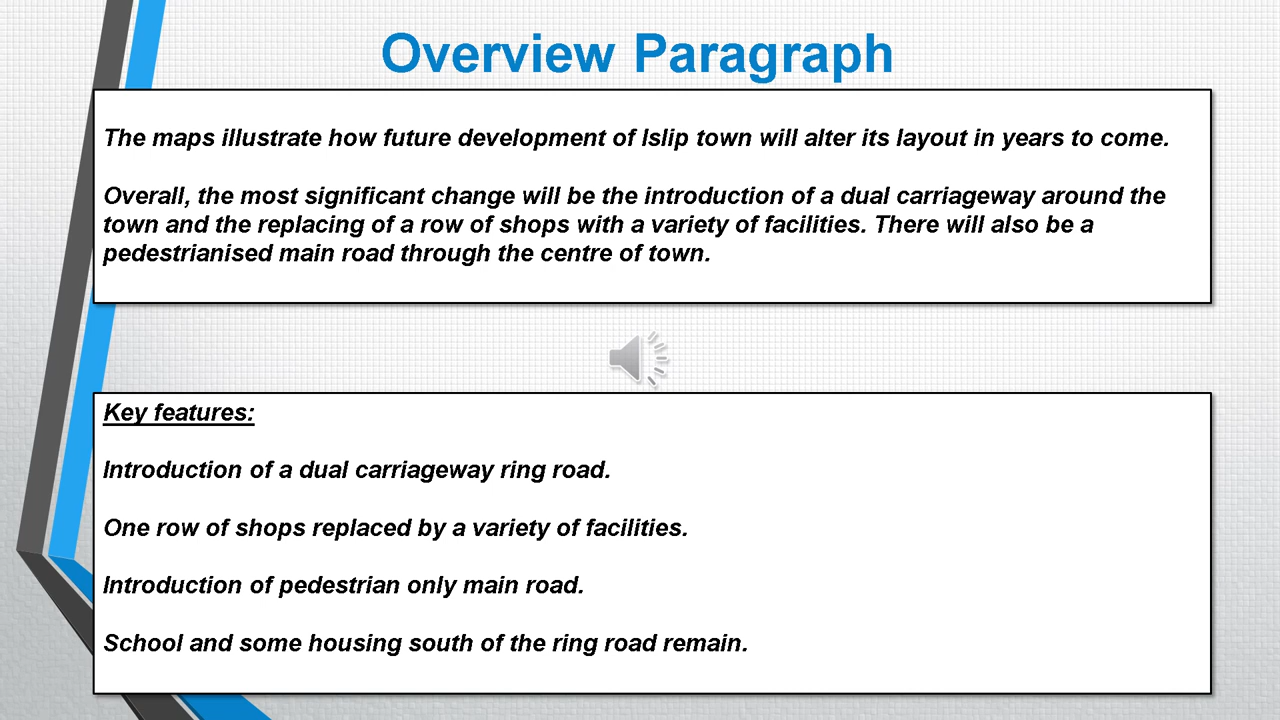 Overview Paragraph
The maps illustrate how future development of Islip town will alter its layout in years to come.
Overall, the most significant change will be the introduction of a dual carriageway around the
town and the replacing of a row of shops with a variety of facilities. There will also be a
pedestrianised main road through the centre of town.
Key features:
Introduction of a dual carriageway ring road.
One row of shops replaced by a variety of facilities.
Introduction of pedestrian only main road.
School and some housing south of the ring road remain.